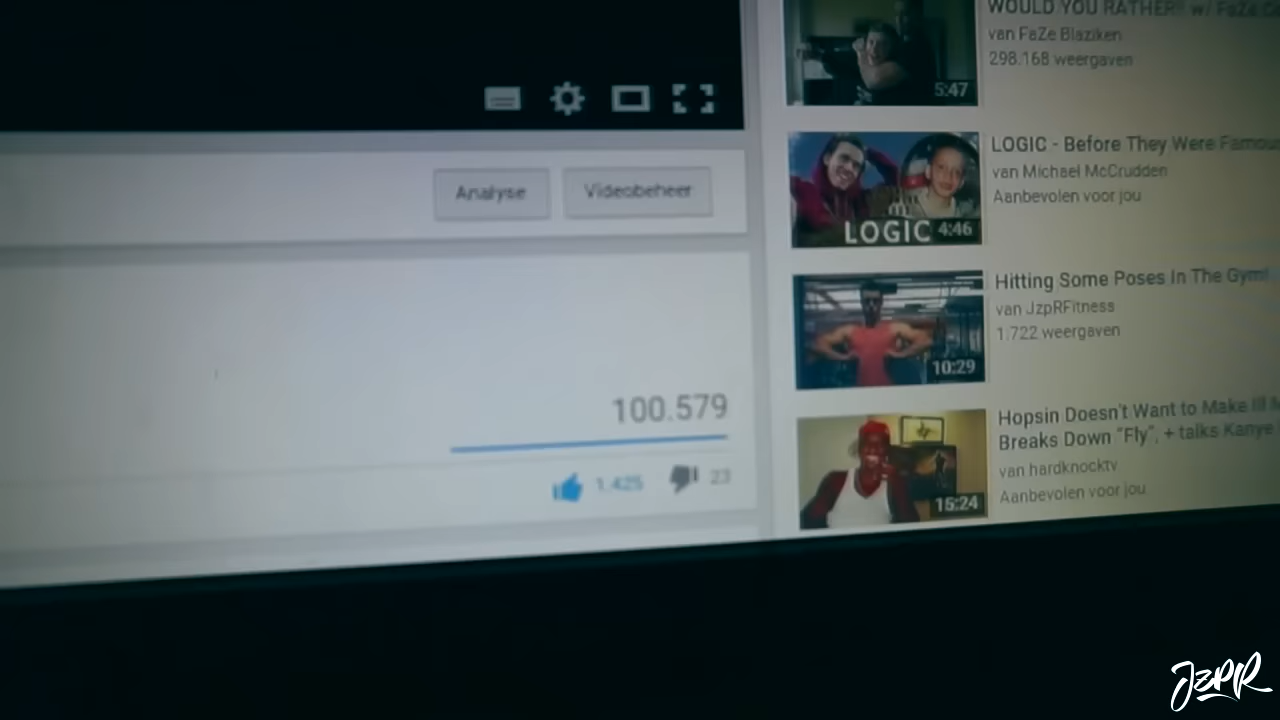 WOULD YOU RATHER!! w/ FaZe
van FaZe Blaziken
298.168 weergaven
5:47
LOGIC - Before They Were Famous
van Michael McCrudden
Aanbevolen voor jou
LOGIC 4:46
Analyse Videobeheer
Hitting Some Poses In The Gym!
van JzpRFitness
1.722 weergaven
10:29
100.579
1.425 23
Hopsin Doesn't Want to Make Ill M
Breaks Down "Fly", + talks Kanye,
van hardknocktv
Aanbevolen voor jou
15:24
JzPR